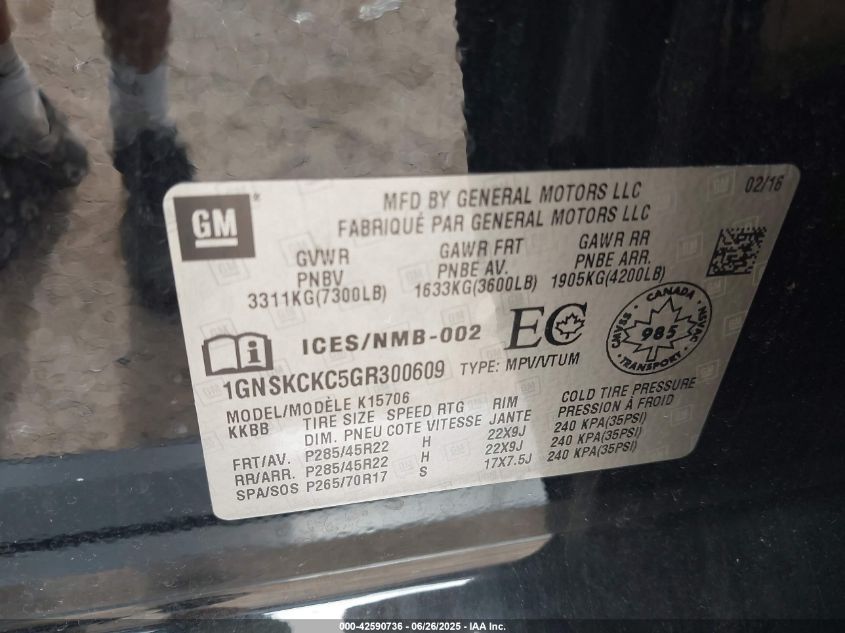 GM
MFD BY GENERAL MOTORS LLC
FABRIQUÉ PAR GENERAL MOTORS LLC
02/16
GVWR
PNBV
3311KG(7300LB)
GAWR FRT
PNBE AV.
1633KG(3600LB)
GAWR RR
PNBE ARR.
1905KG(4200LB)
ICES/NMB-002
EC
CANADA
CMVSS
985
NSVAC
1GNSKCKC5GR300609
TYPE: MPV/VTUM
MODEL/MODÈLE K15706
KKBB
TIRE SIZE SPEED RTG RIM
DIM. PNEU COTE VITESSE JANTE
COLD TIRE PRESSURE
PRESSION À FROID
FRT/AV. P285/45R22 H 22X9J 240 KPA(35PSI)
RR/ARR. P285/45R22 H 22X9J 240 KPA(35PSI)
SPA/SOS P265/70R17 S 17X7.5J 240 KPA(35PSI)
000-42590736 - 06/26/2025 - IAA Inc.